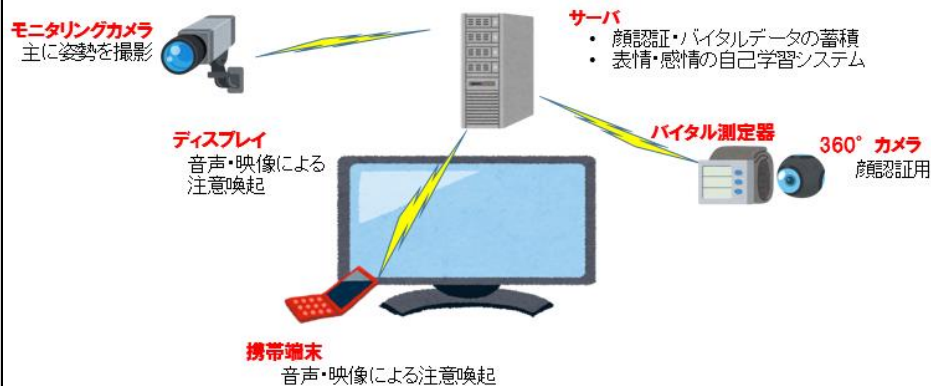 モニタリングカメラ
主に姿勢を撮影
サーバ
• 顔認証・バイタルデータの蓄積
• 表情・感情の自己学習システム
ディスプレイ
音声・映像による
注意喚起
バイタル測定器
360°カメラ
顔認証用
携帯端末
音声・映像による注意喚起